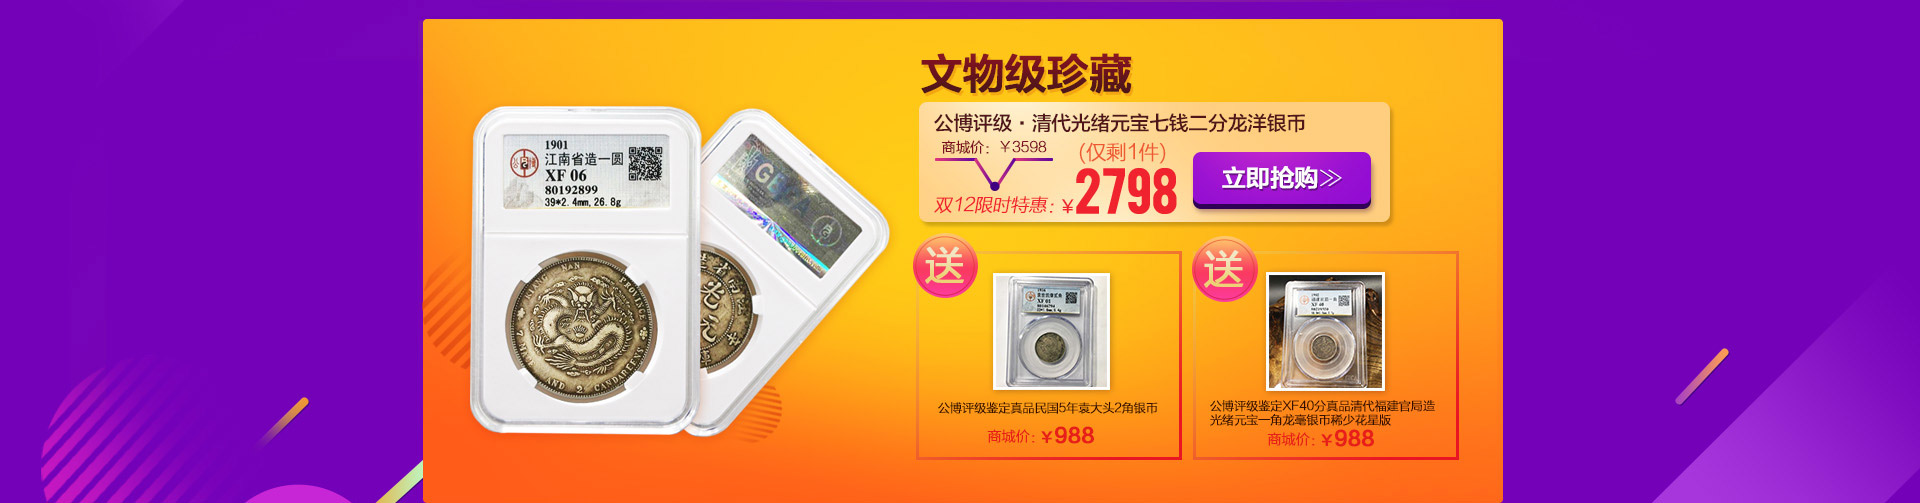 文物级珍藏
公博评级·清代光绪元宝七钱二分龙洋银币
商城价：￥3598
(仅剩1件)
双12限时特惠：￥2798
立即抢购
1901
江南省造一圆
XF 06
80192899
39*2.4mm,26.8g
G
NAN
PROVINCE
AND 2 CANDAREENS
送
公博评级鉴定真品民国5年袁大头2角银币
商城价：￥988
送
公博评级鉴定XF40分真品清代福建官局造
光绪元宝一角龙毫银币稀少花星版
商城价：￥988